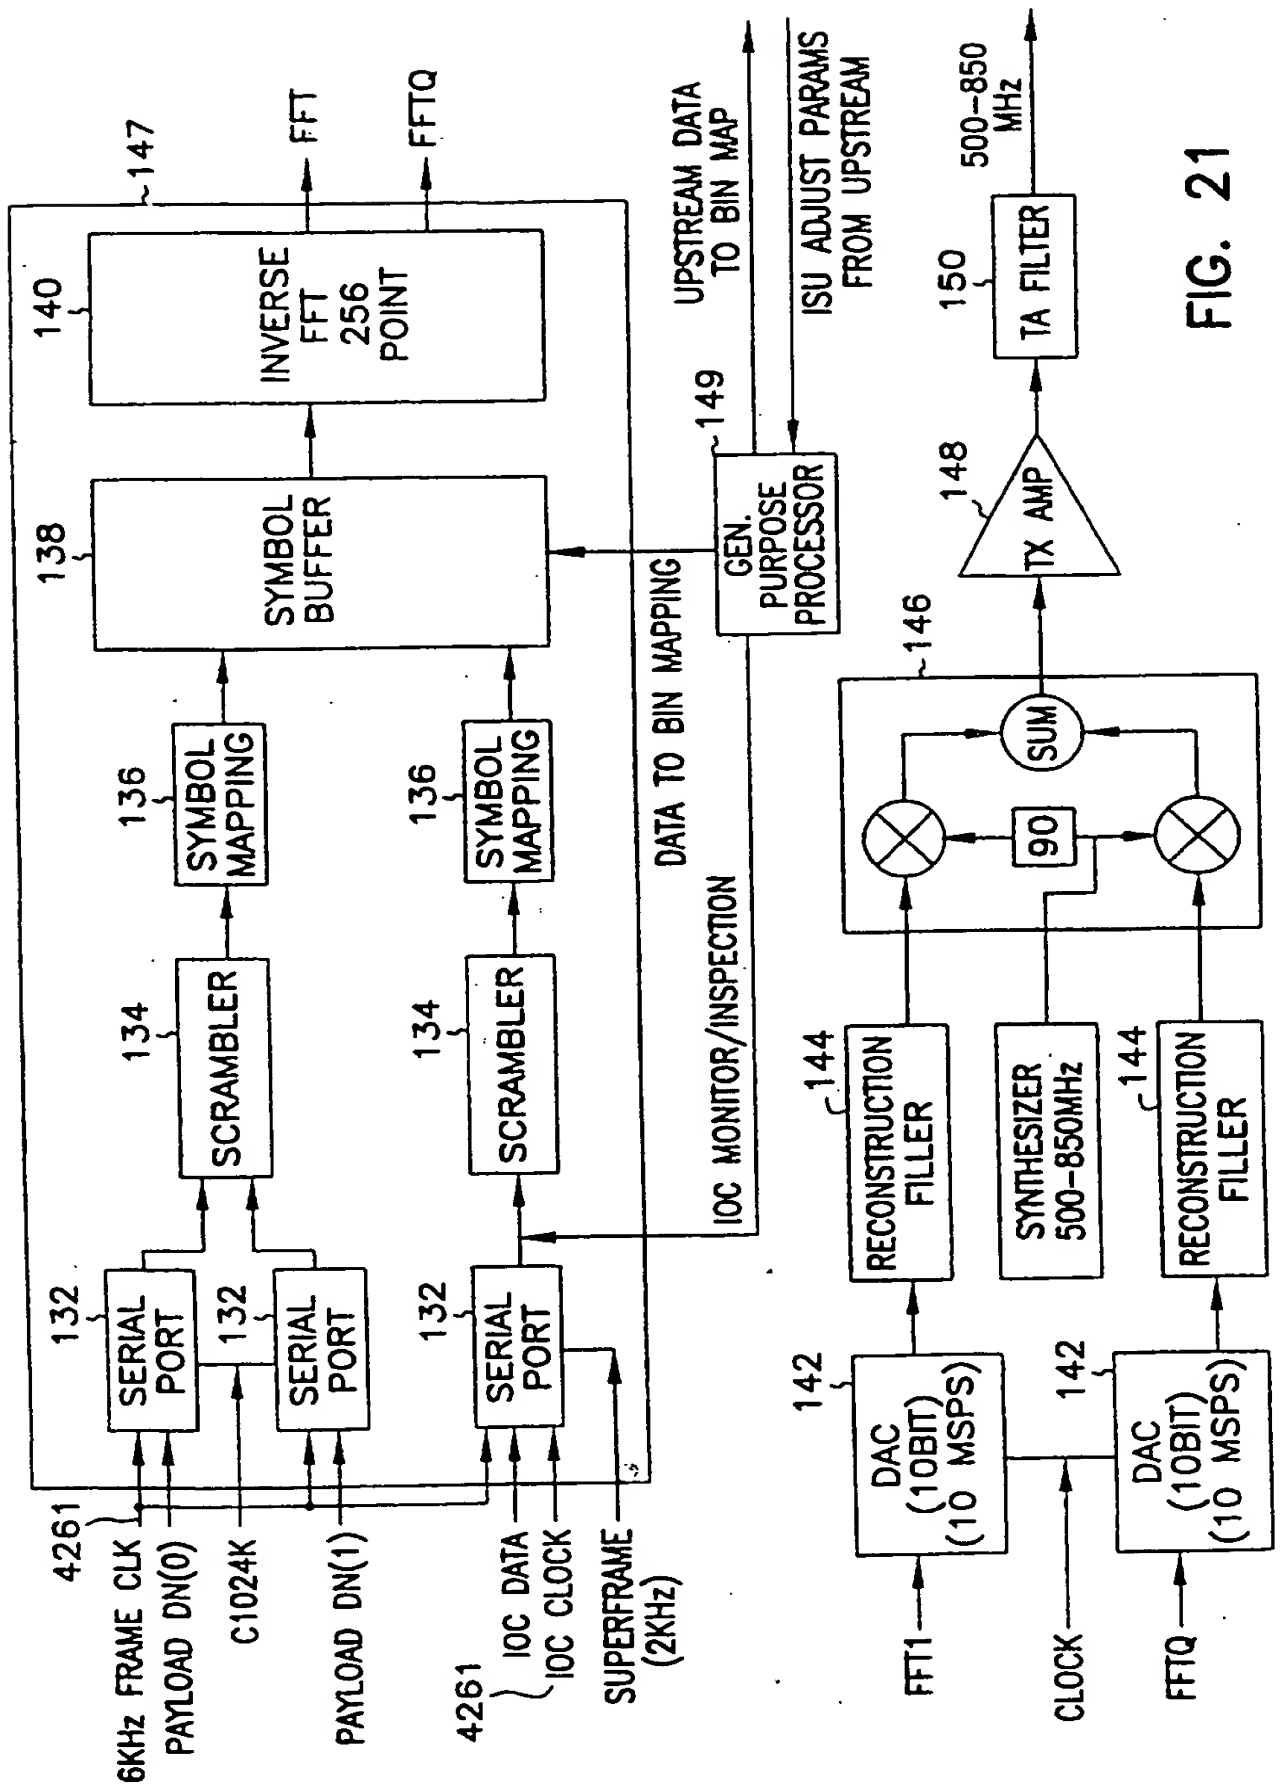 4261
6KHz FRAME CLK
PAYLOAD DN(0)
C1024K
PAYLOAD DN(1)
4261
IOC DATA
IOC CLOCK
SUPERFRAME
(2KHz)
132
SERIAL
PORT
132
SERIAL
PORT
132
SERIAL
PORT
134
SCRAMBLER
134
SCRAMBLER
136
SYMBOL
MAPPING
136
SYMBOL
MAPPING
138
SYMBOL
BUFFER
140
INVERSE
FFT
256
POINT
147
FFT
FFTQ
IOC MONITOR/INSPECTION
DATA TO BIN MAPPING
149
GEN.
PURPOSE
PROCESSOR
UPSTREAM DATA
TO BIN MAP
ISU ADJUST PARAMS
FROM UPSTREAM
FFT1
CLOCK
FFTQ
142
DAC
(10BIT)
(10 MSPS)
142
DAC
(10BIT)
(10 MSPS)
144
RECONSTRUCTION
FILLER
SYNTHESIZER
500-850MHz
144
RECONSTRUCTION
FILLER
146
90
SUM
148
TX AMP
150
TA FILTER
500-850
MHz
FIG. 21